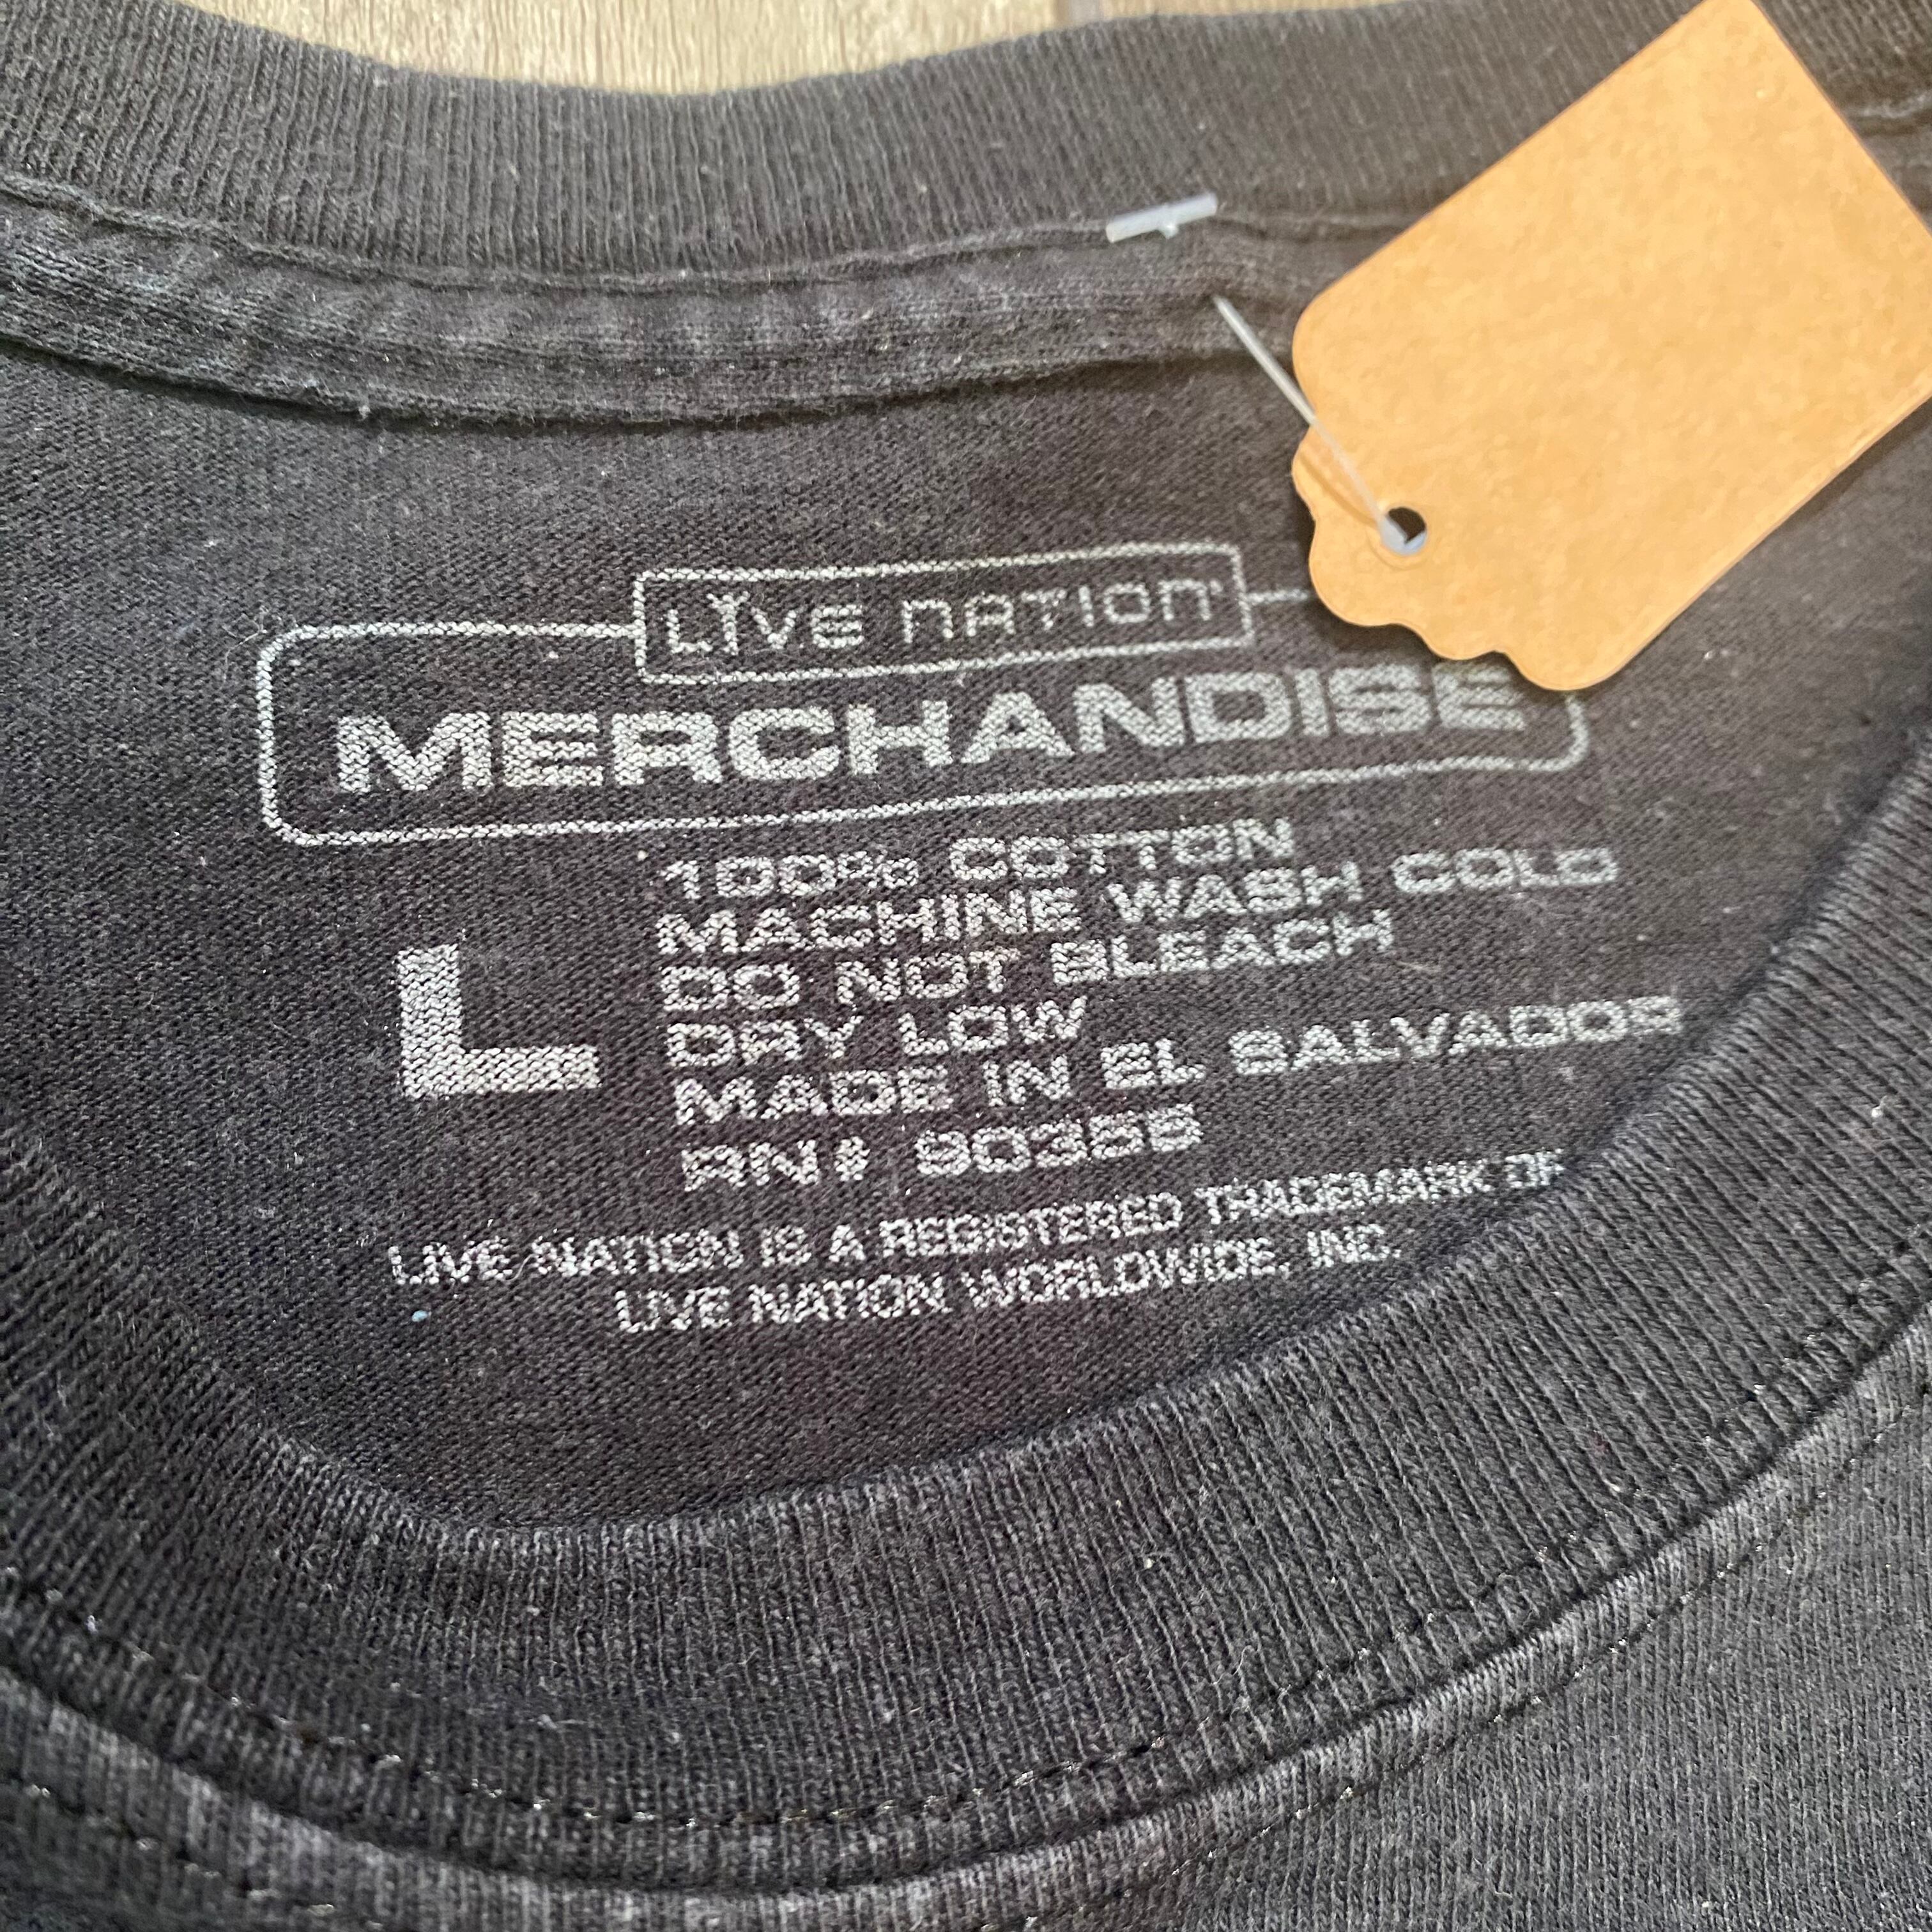 LIVE NATION
MERCHANDISE
100% COTTON
MACHINE WASH COLD
DO NOT BLEACH
DRY LOW
MADE IN EL SALVADOR
RN# 90355
L
LIVE NATION IS A REGISTERED TRADEMARK OF
LIVE NATION WORLDWIDE, INC.